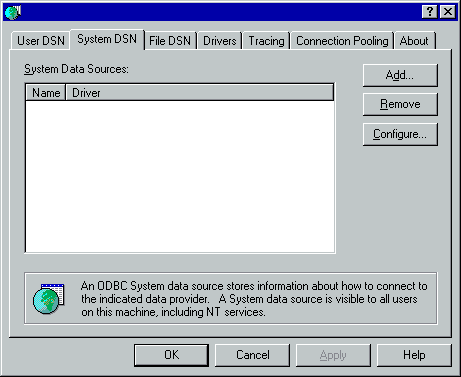 User DSN System DSN File DSN Drivers Tracing Connection Pooling About
System Data Sources:
Name Driver
Add...
Remove
Configure...
An ODBC System data source stores information about how to connect to
the indicated data provider. A System data source is visible to all users
on this machine, including NT services.
OK Cancel Apply Help